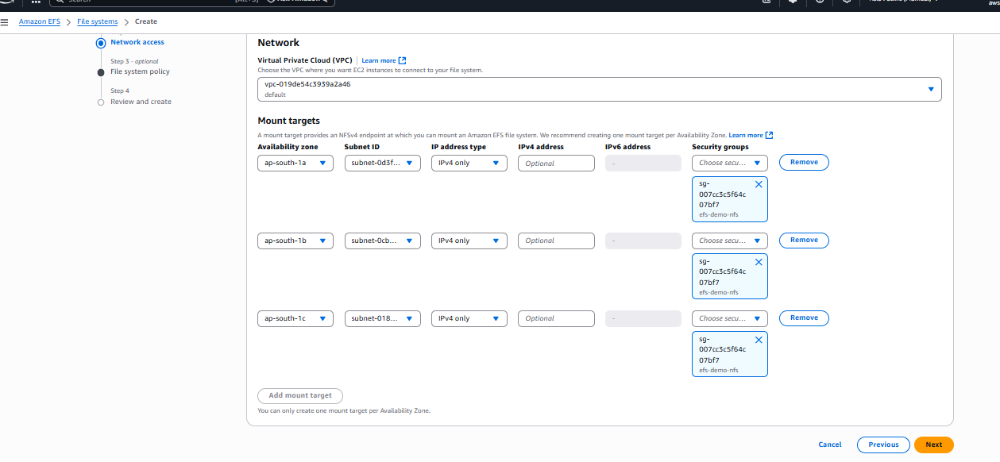 Amazon EFS > File systems > Create
Network access
Step 3 - optional
File system policy
Step 4
Review and create
Network
Virtual Private Cloud (VPC) | Learn more
Choose the VPC where you want EC2 instances to connect to your file system.
vpc-019de54c3939a2a46
default
Mount targets
A mount target provides an NFSv4 endpoint at which you can mount an Amazon EFS file system. We recommend creating one mount target per Availability Zone. Learn more
Availability zone Subnet ID IP address type IPv4 address IPv6 address Security groups
ap-south-1a subnet-0d3f... IPv4 only Optional - Choose secu... Remove
sg-
007cc3c5f64c
07bf7
efs-demo-nfs
ap-south-1b subnet-0cb... IPv4 only Optional - Choose secu... Remove
sg-
007cc3c5f64c
07bf7
efs-demo-nfs
ap-south-1c subnet-018... IPv4 only Optional - Choose secu... Remove
sg-
007cc3c5f64c
07bf7
efs-demo-nfs
Add mount target
You can only create one mount target per Availability Zone.
Cancel Previous Next